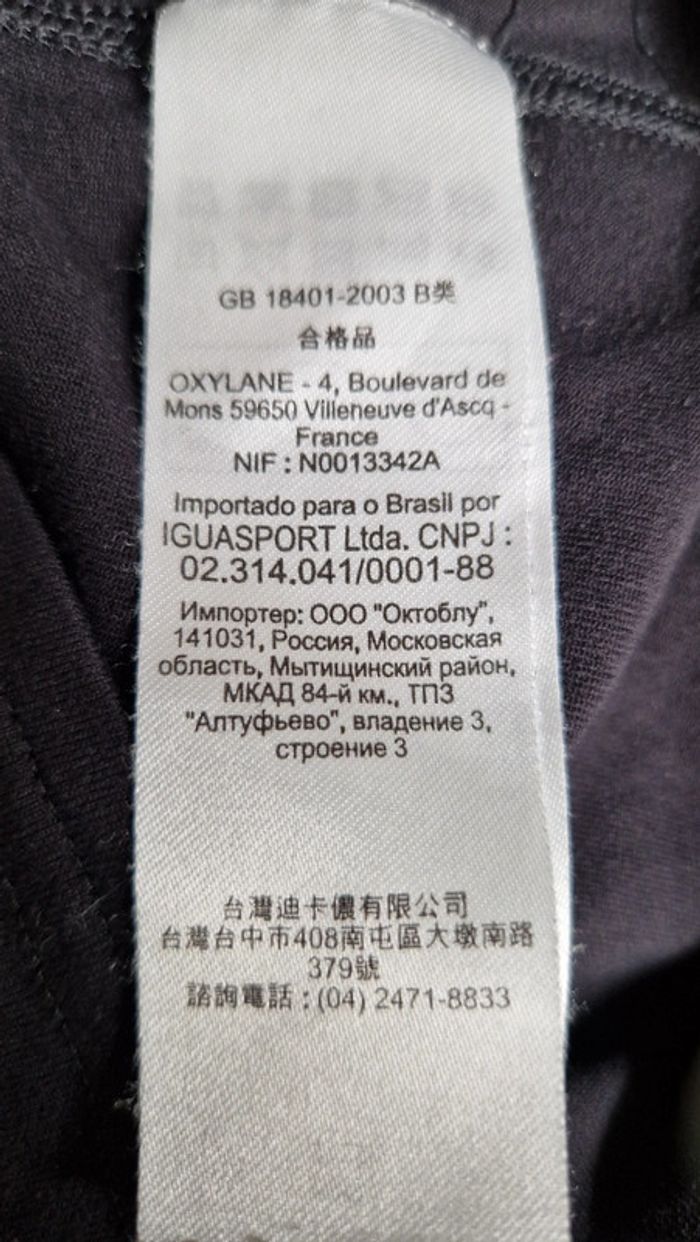 GB 18401-2003 B类
合格品
OXYLANE - 4, Boulevard de
Mons 59650 Villeneuve d'Ascq -
France
NIF : N0013342A
Importado para o Brasil por
IGUASPORT Ltda. CNPJ :
02.314.041/0001-88
Импортер: ООО "Октоблу",
141031, Россия, Московская
область, Мытищинский район,
МКАД 84-й км., ТПЗ
"Алтуфьево", владение 3,
строение 3
台灣迪卡儂有限公司
台灣台中市408南屯區大墩南路
379號
諮詢電話 : (04) 2471-8833